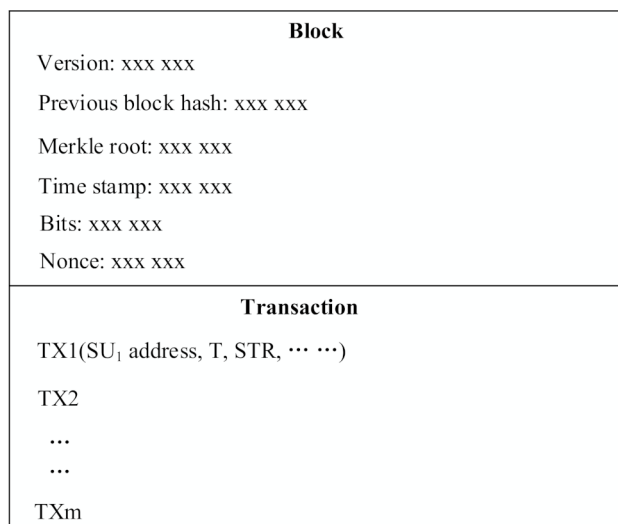 Block
Version: xxx xxx
Previous block hash: xxx xxx
Merkle root: xxx xxx
Time stamp: xxx xxx
Bits: xxx xxx
Nonce: xxx xxx
Transaction
TX1(SU₁ address, T, STR, ⋯ ⋯)
TX2
⋯
⋯
TXm